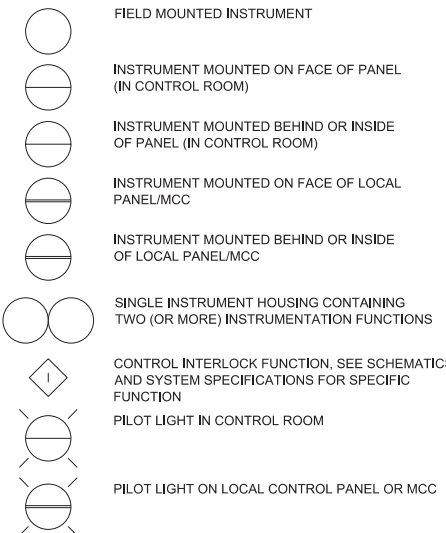 FIELD MOUNTED INSTRUMENT
INSTRUMENT MOUNTED ON FACE OF PANEL
(IN CONTROL ROOM)
INSTRUMENT MOUNTED BEHIND OR INSIDE
OF PANEL (IN CONTROL ROOM)
INSTRUMENT MOUNTED ON FACE OF LOCAL
PANEL/MCC
INSTRUMENT MOUNTED BEHIND OR INSIDE
OF LOCAL PANEL/MCC
SINGLE INSTRUMENT HOUSING CONTAINING
TWO (OR MORE) INSTRUMENTATION FUNCTIONS
I
CONTROL INTERLOCK FUNCTION, SEE SCHEMATICS
AND SYSTEM SPECIFICATIONS FOR SPECIFIC
FUNCTION
PILOT LIGHT IN CONTROL ROOM
PILOT LIGHT ON LOCAL CONTROL PANEL OR MCC